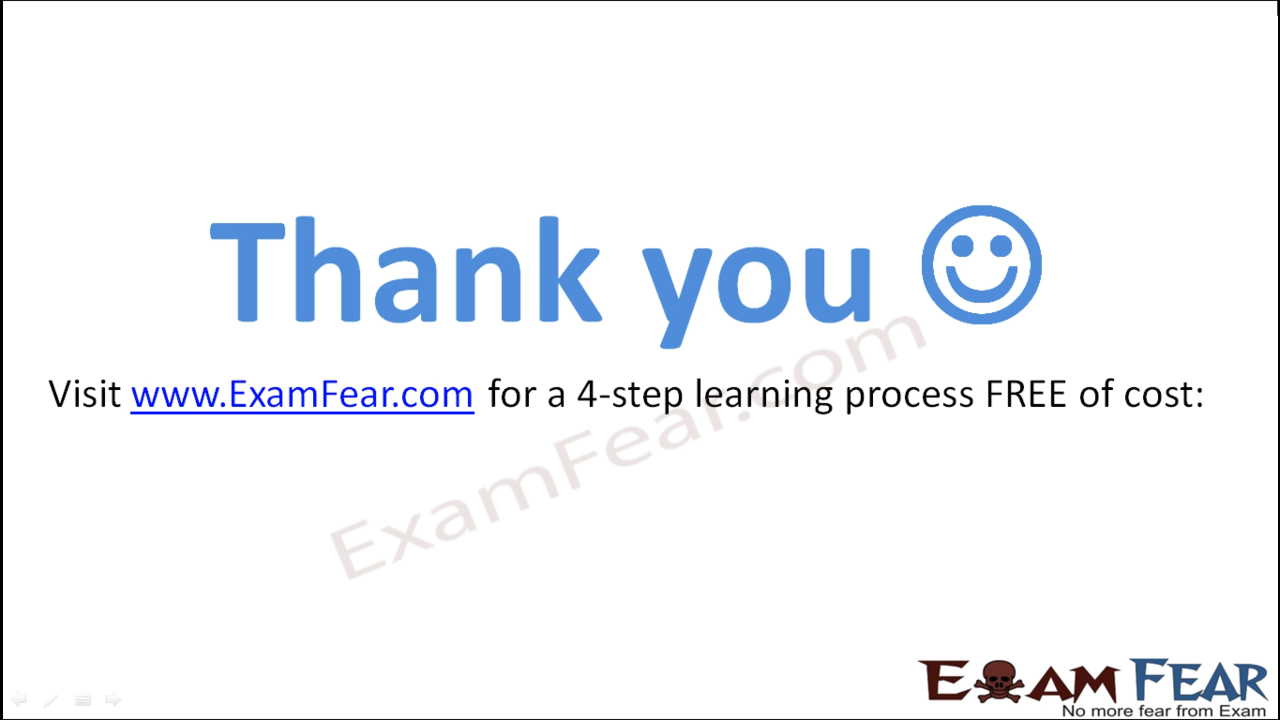 Thank you ☺
Visit www.ExamFear.com for a 4-step learning process FREE of cost:
ExamFear.com
EXAM FEAR
No more fear from Exam